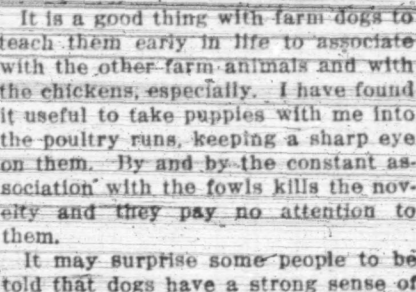 It is a good thing with farm dogs to
teach them early in life to associate
with the other farm animals and with
the chickens, especially. I have found
it useful to take puppies with me into
the poultry runs, keeping a sharp eye
on them. By and by the constant as-
sociation with the fowls kills the nov-
elty and they pay no attention to
them.
It may surprise some people to be
told that dogs have a strong sense of